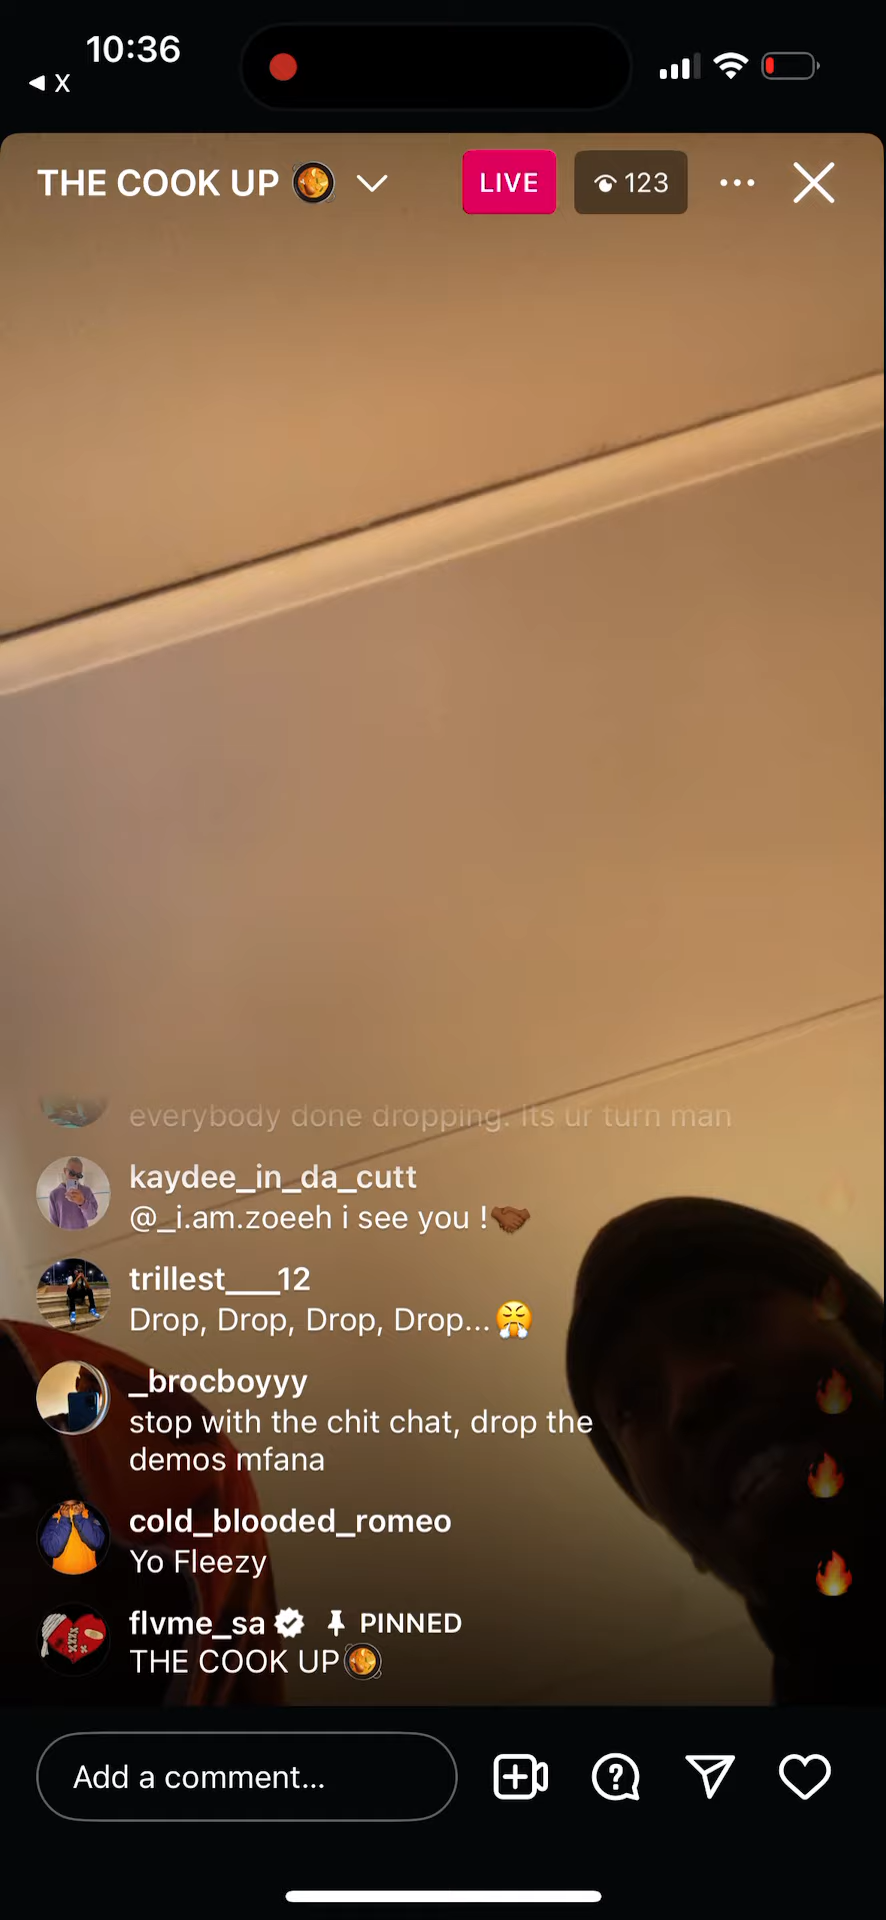 10:36
◀ X
THE COOK UP 🥘
LIVE
123
everybody done dropping. Its ur turn man
kaydee_in_da_cutt
@_i.am.zoeeh i see you !🤝🏾
trillest___12
Drop, Drop, Drop, Drop...😤
_brocboyyy
stop with the chit chat, drop the
demos mfana
cold_blooded_romeo
Yo Fleezy
flvme_sa PINNED
THE COOK UP🥘
Add a comment...